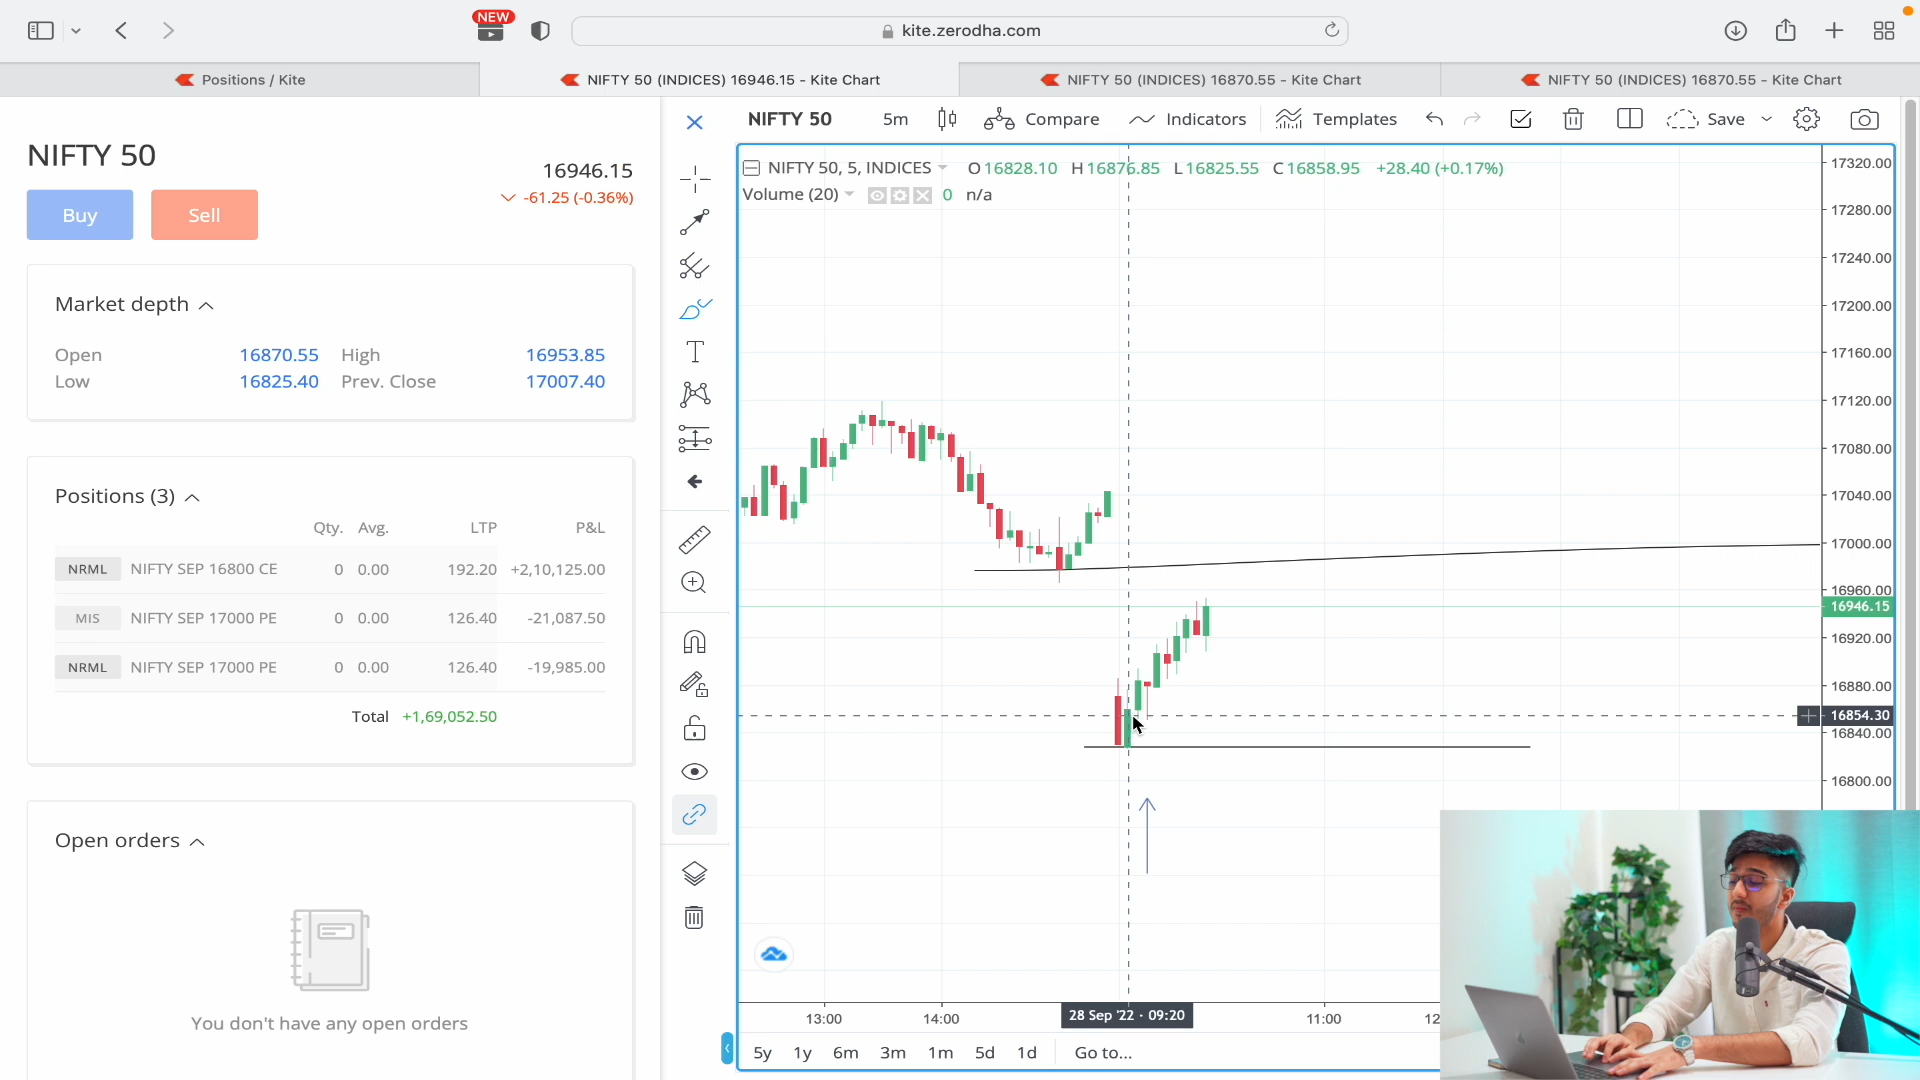 NEW
kite.zerodha.com
Positions / Kite
NIFTY 50 (INDICES) 16946.15 - Kite Chart
NIFTY 50 (INDICES) 16870.55 - Kite Chart
NIFTY 50 (INDICES) 16870.55 - Kite Chart
NIFTY 50
16946.15
-61.25 (-0.36%)
Buy
Sell
Market depth
Open 16870.55 High 16953.85
Low 16825.40 Prev. Close 17007.40
Positions (3)
Qty. Avg. LTP P&L
NRML NIFTY SEP 16800 CE 0 0.00 192.20 +2,10,125.00
MIS NIFTY SEP 17000 PE 0 0.00 126.40 -21,087.50
NRML NIFTY SEP 17000 PE 0 0.00 126.40 -19,985.00
Total +1,69,052.50
Open orders
You don't have any open orders
NIFTY 50 5m Compare Indicators Templates Save
NIFTY 50, 5, INDICES O16828.10 H16876.85 L16825.55 C16858.95 +28.40 (+0.17%)
Volume (20) 0 n/a
17320.00
17280.00
17240.00
17200.00
17160.00
17120.00
17080.00
17040.00
17000.00
16960.00
16946.15
16920.00
16880.00
16854.30
16840.00
16800.00
13:00 14:00 28 Sep '22 - 09:20 11:00 12
5y 1y 6m 3m 1m 5d 1d Go to...